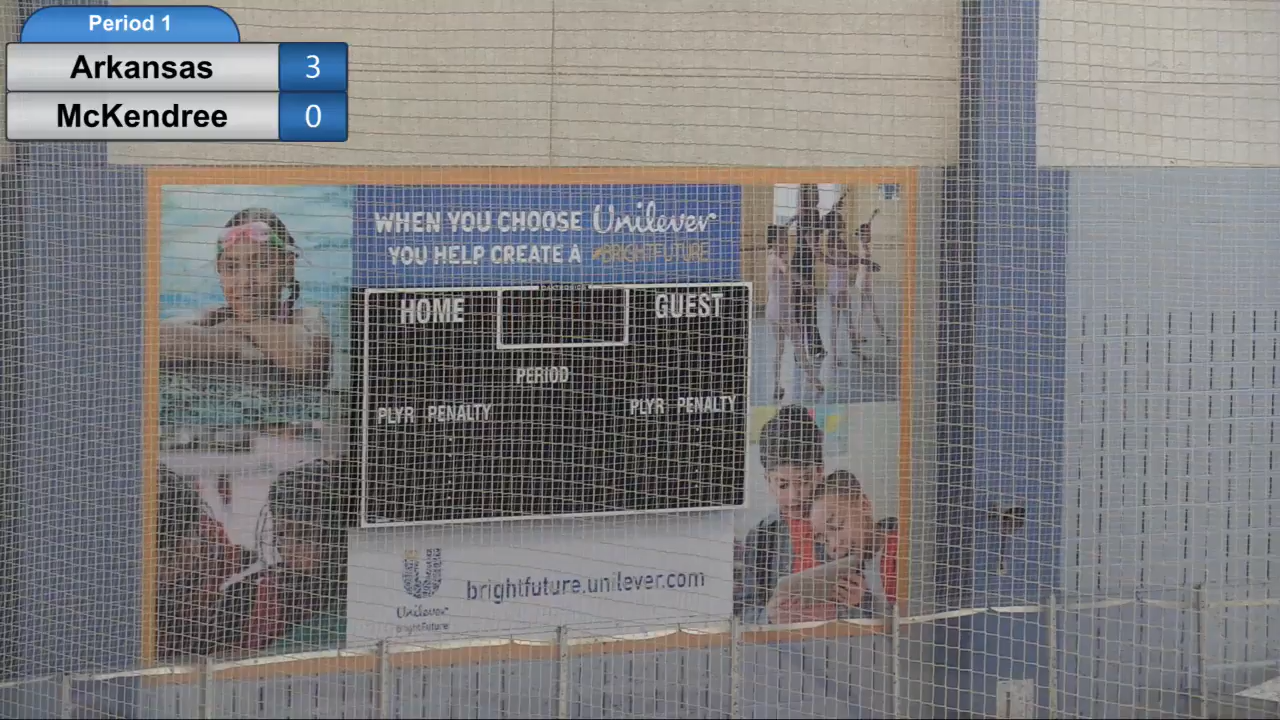 Period 1
Arkansas 3
McKendree 0
WHEN YOU CHOOSE Unilever
YOU HELP CREATE A #BRIGHTFUTURE
HOME GUEST
PERIOD
PLYR PENALTY PLYR PENALTY
brightfuture.unilever.com
Unilever
brightFuture